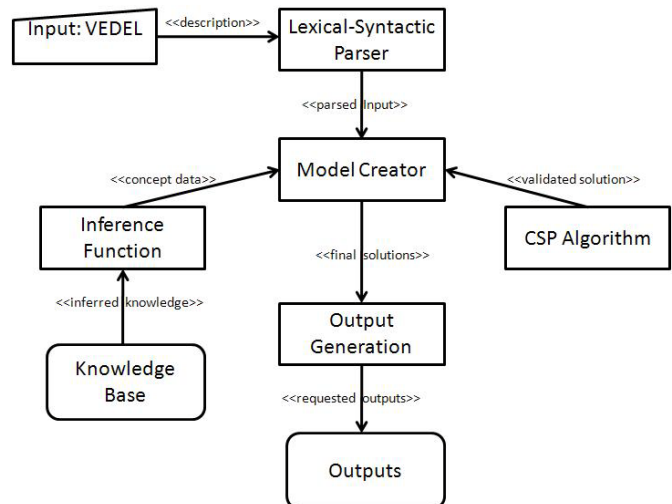 Input: VEDEL
<<description>>
Lexical-Syntactic
Parser
<<parsed Input>>
Model Creator
<<concept data>>
<<validated solution>>
Inference
Function
CSP Algorithm
<<final solutions>>
<<inferred knowledge>>
Output
Generation
Knowledge
Base
<<requested outputs>>
Outputs